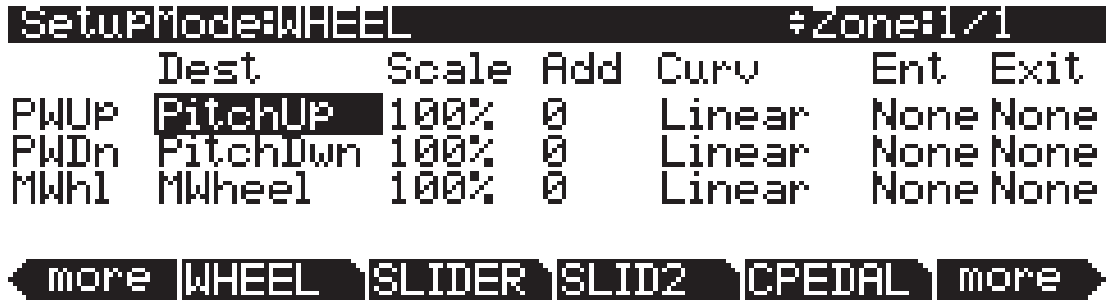 SetupMode:WHEEL ÷Zone:1/1
Dest Scale Add Curv Ent Exit
PWUp PitchUp 100% 0 Linear None None
PWDn PitchDwn 100% 0 Linear None None
MWhl MWheel 100% 0 Linear None None
more WHEEL SLIDER SLID2 CPEDAL more